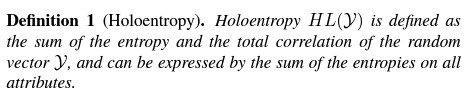 Definition 1 (Holoentropy). Holoentropy HL(𝒴) is defined as
the sum of the entropy and the total correlation of the random
vector 𝒴, and can be expressed by the sum of the entropies on all
attributes.